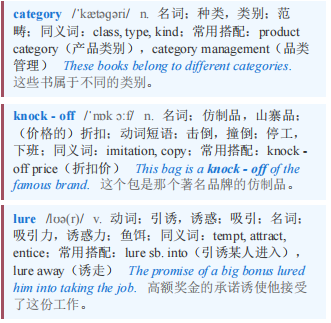 category /ˈkætəɡəri/ n. 名词；种类，类别；范
畴；同义词：class, type, kind；常用搭配：product
category（产品类别），category management（品类
管理） These books belong to different categories.
这些书属于不同的类别。
knock - off /ˈnɒk ɔːf/ n. 名词；仿制品，山寨品；
（价格的）折扣；动词短语：击倒，撞倒；停工，
下班；同义词：imitation, copy；常用搭配：knock -
off price（折扣价） This bag is a knock - off of the
famous brand. 这个包是那个著名品牌的仿制品。
lure /lʊə(r)/ v. 动词；引诱，诱惑；吸引；名词；
吸引力，诱惑力；鱼饵；同义词：tempt, attract,
entice；常用搭配：lure sb. into（引诱某人进入），
lure away（诱走） The promise of a big bonus lured
him into taking the job. 高额奖金的承诺诱使他接受
了这份工作。